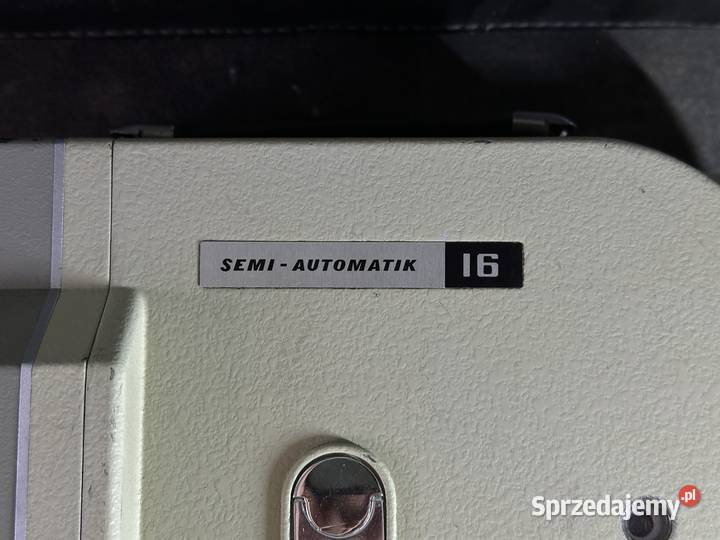 SEMI - AUTOMATIK 16
Sprzedajemy.pl